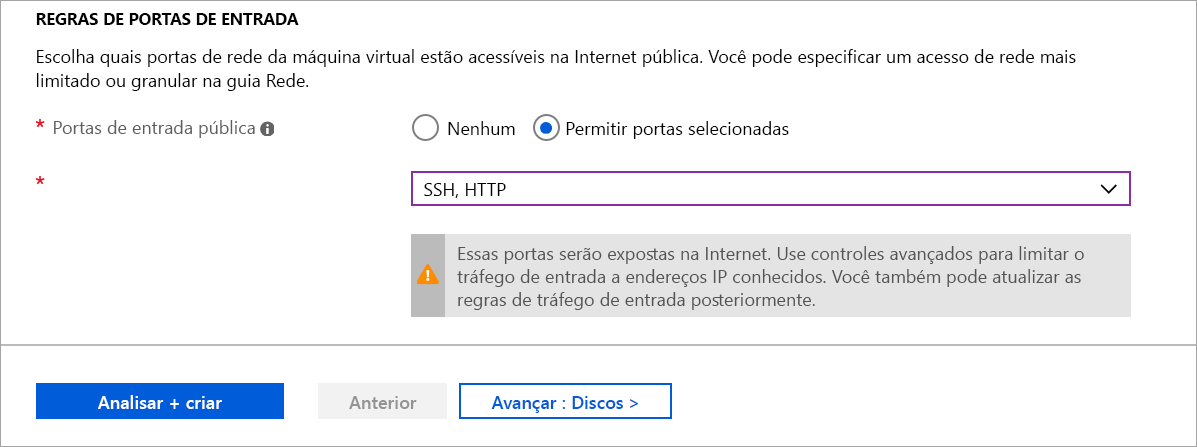 REGRAS DE PORTAS DE ENTRADA
Escolha quais portas de rede da máquina virtual estão acessíveis na Internet pública. Você pode especificar um acesso de rede mais
limitado ou granular na guia Rede.
* Portas de entrada pública
Nenhum
Permitir portas selecionadas
*
SSH, HTTP
Essas portas serão expostas na Internet. Use controles avançados para limitar o
tráfego de entrada a endereços IP conhecidos. Você também pode atualizar as
regras de tráfego de entrada posteriormente.
Analisar + criar
Anterior
Avançar : Discos >